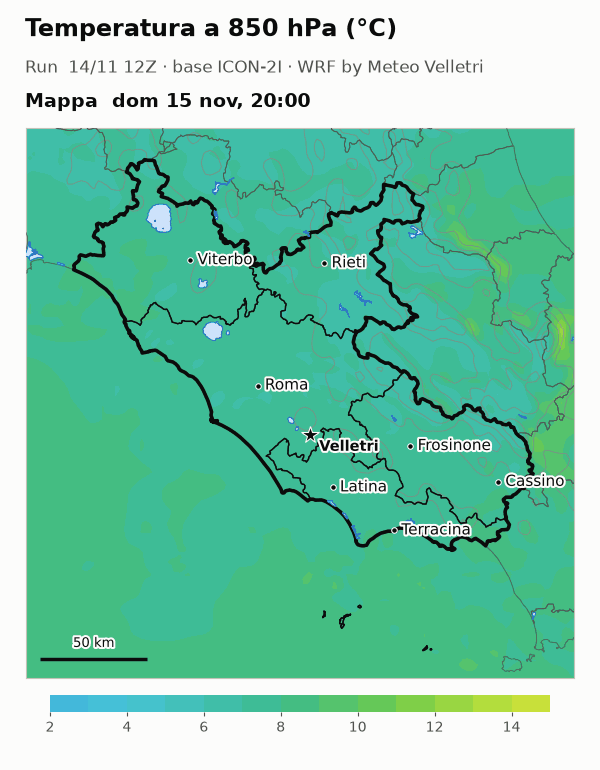 Temperatura a 850 hPa (°C)
Run  14/11 12Z · base ICON-2I · WRF by Meteo Velletri
Mappa  dom 15 nov, 20:00
Viterbo
Rieti
Roma
Velletri
Frosinone
Latina
Cassino
Terracina
50 km
2 4 6 8 10 12 14